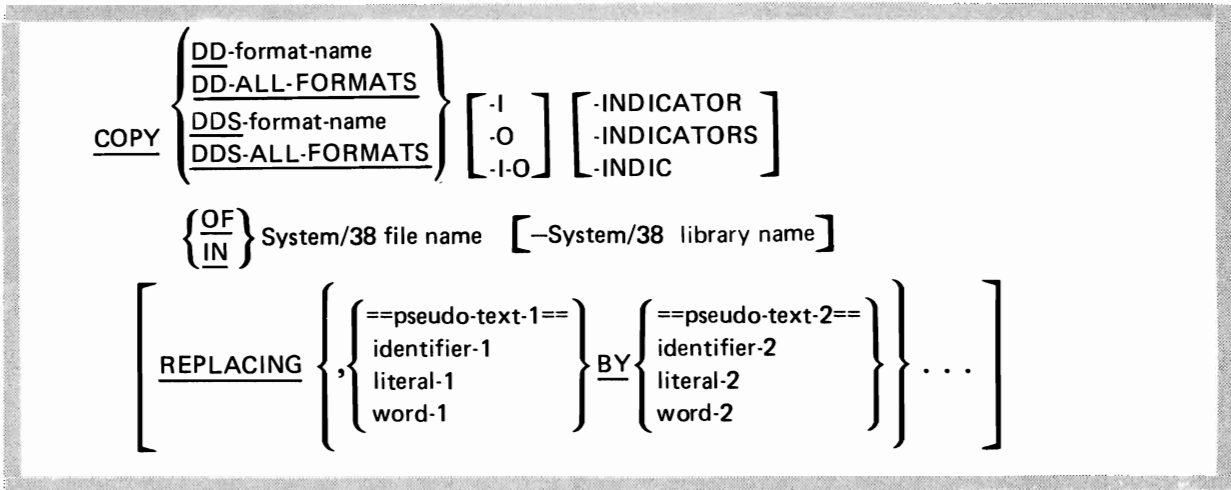 DD-format-name
DD-ALL-FORMATS
COPY
DDS-format-name
DDS-ALL-FORMATS
-I
-O
-I-O
-INDICATOR
-INDICATORS
-INDIC
OF
IN
System/38 file name [—System/38 library name]
REPLACING
,
==pseudo-text-1==
identifier-1
literal-1
word-1
BY
==pseudo-text-2==
identifier-2
literal-2
word-2
. . .